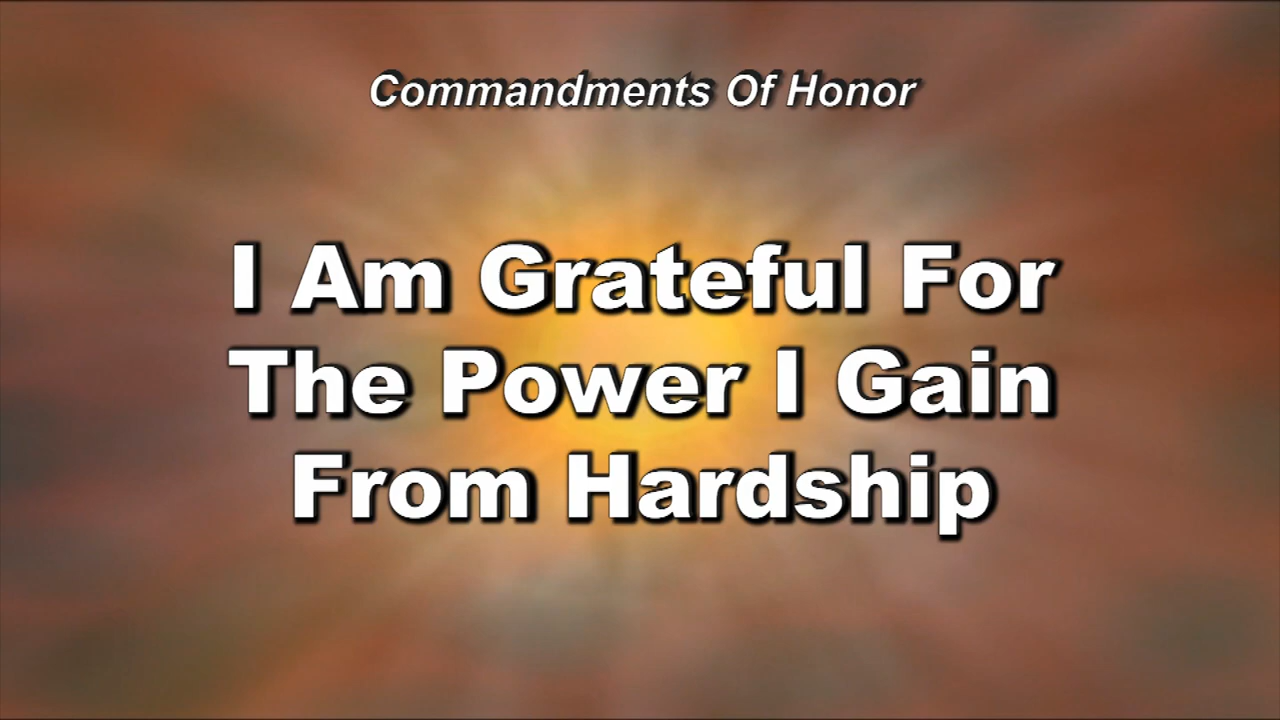 Commandments Of Honor
I Am Grateful For
The Power I Gain
From Hardship